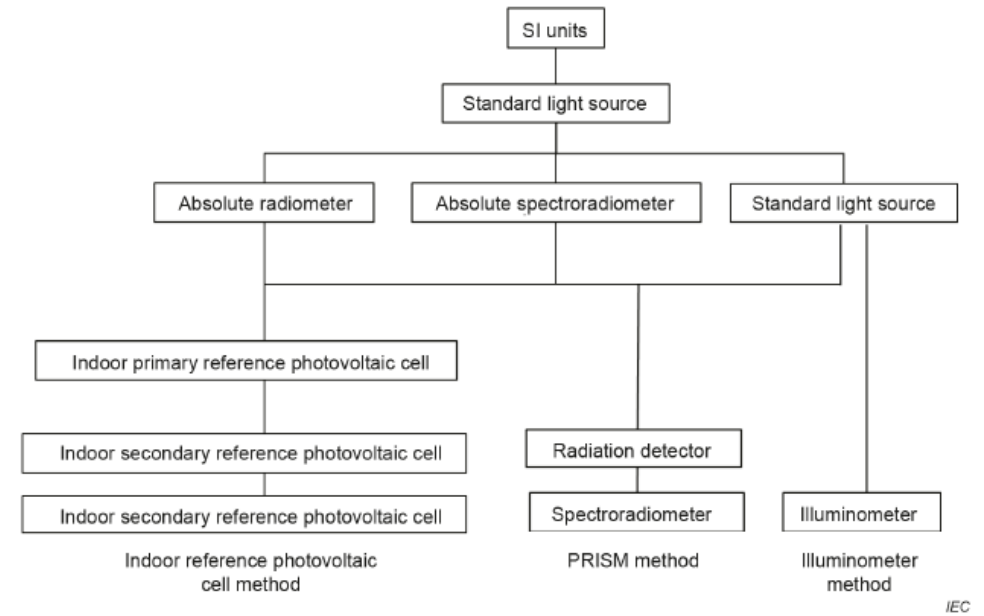 SI units
Standard light source
Absolute radiometer
Absolute spectroradiometer
Standard light source
Indoor primary reference photovoltaic cell
Indoor secondary reference photovoltaic cell
Radiation detector
Indoor secondary reference photovoltaic cell
Spectroradiometer
Illuminometer
Indoor reference photovoltaic
cell method
PRISM method
Illuminometer
method
IEC